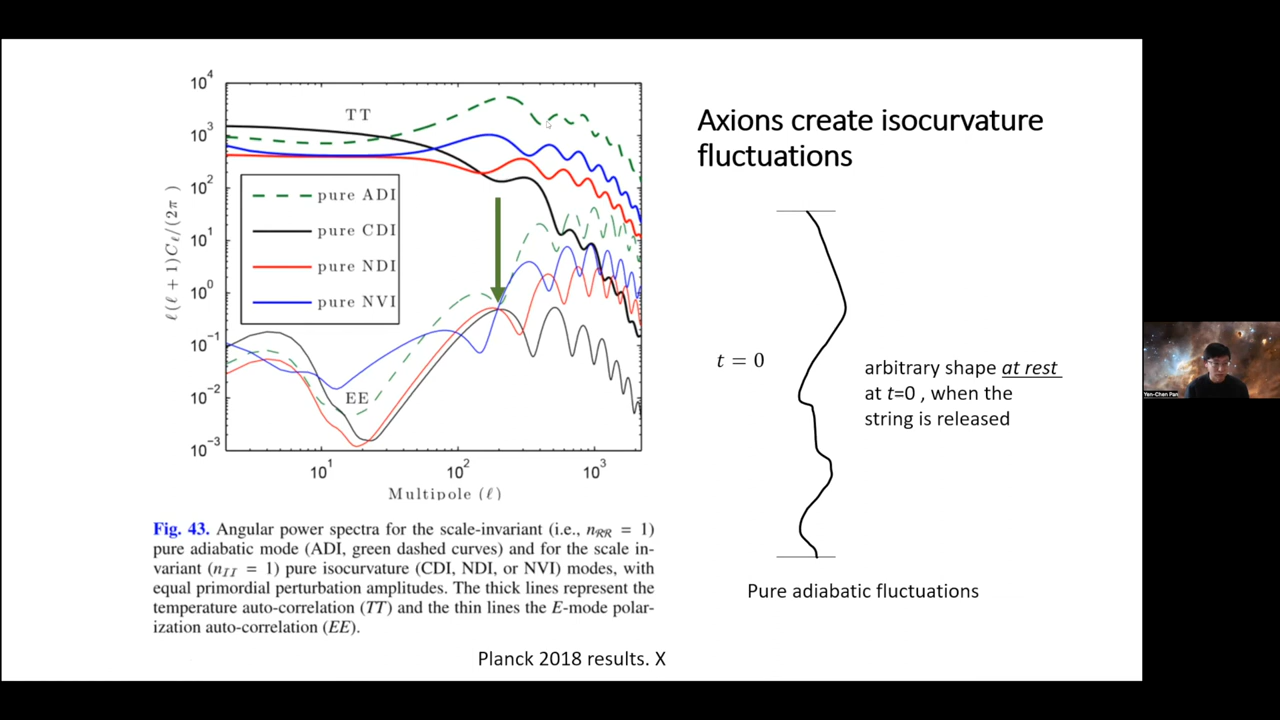 10^4
10^3
10^2
10^1
10^0
10^-1
10^-2
10^-3
ℓ(ℓ + 1)C_ℓ/(2π)
TT
pure ADI
pure CDI
pure NDI
pure NVI
EE
10^1
10^2
10^3
Multipole (ℓ)
Fig. 43. Angular power spectra for the scale-invariant (i.e., n_RR = 1)
pure adiabatic mode (ADI, green dashed curves) and for the scale in-
variant (n_II = 1) pure isocurvature (CDI, NDI, or NVI) modes, with
equal primordial perturbation amplitudes. The thick lines represent the
temperature auto-correlation (TT) and the thin lines the E-mode polar-
ization auto-correlation (EE).
Planck 2018 results. X
Axions create isocurvature
fluctuations
t = 0
arbitrary shape at rest
at t=0 , when the
string is released
Pure adiabatic fluctuations
Yen-Chen Pan